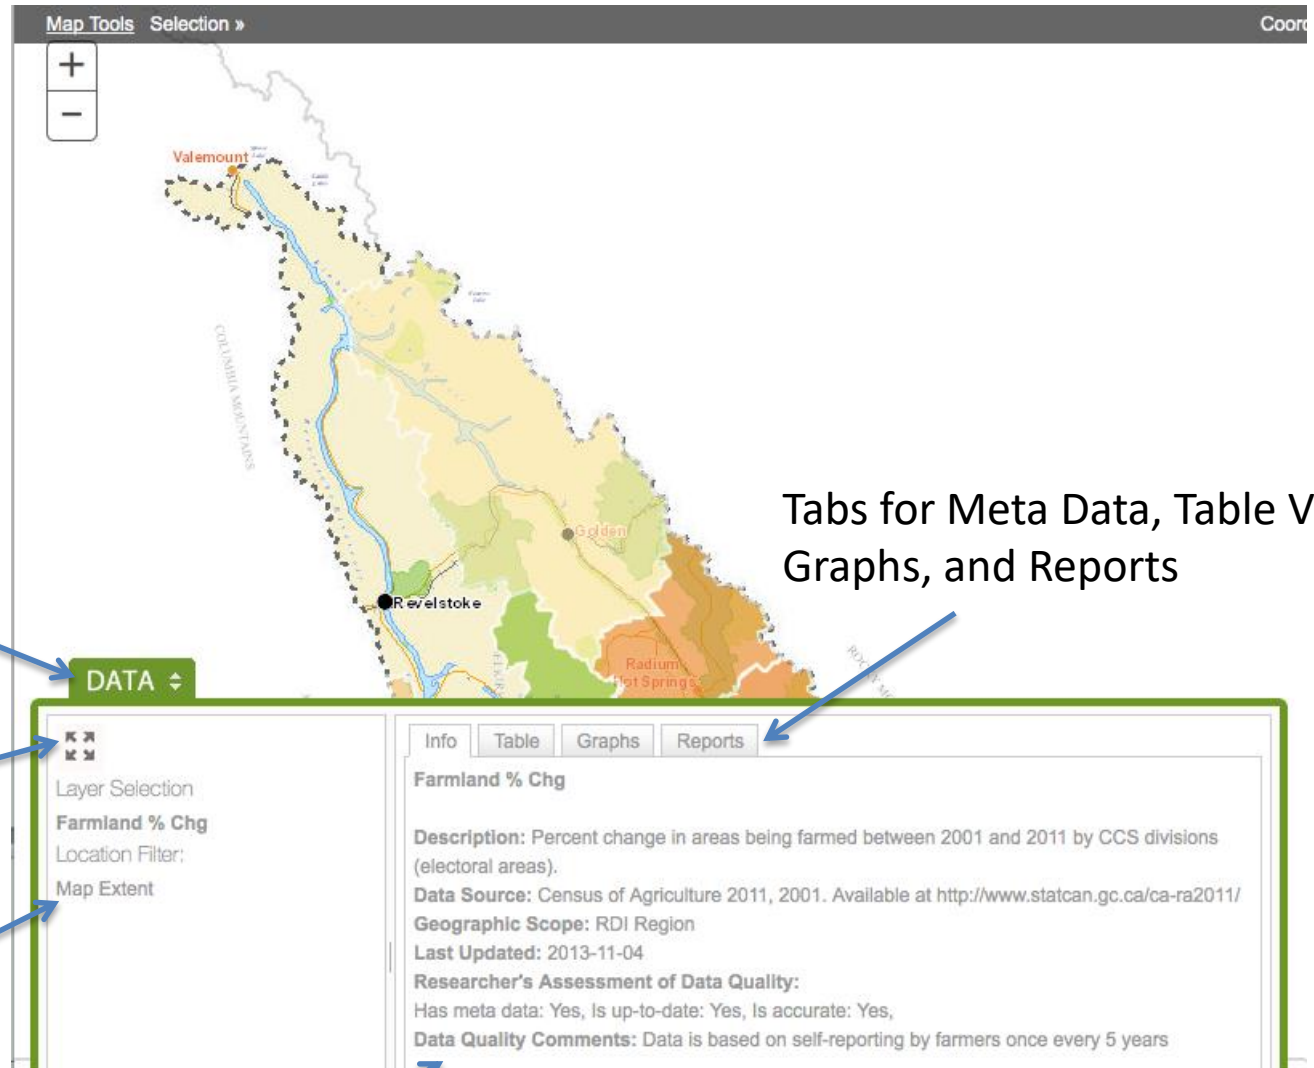 Map Tools Selection » Coord
+
−
Valemount
COLUMBIA MOUNTAINS
Golden
Tabs for Meta Data, Table V
Graphs, and Reports
Revelstoke
Radium
Hot Springs
DATA
Info Table Graphs Reports
Layer Selection
Farmland % Chg
Location Filter:
Map Extent
Farmland % Chg
Description: Percent change in areas being farmed between 2001 and 2011 by CCS divisions
(electoral areas).
Data Source: Census of Agriculture 2011, 2001. Available at http://www.statcan.gc.ca/ca-ra2011/
Geographic Scope: RDI Region
Last Updated: 2013-11-04
Researcher's Assessment of Data Quality:
Has meta data: Yes, Is up-to-date: Yes, Is accurate: Yes,
Data Quality Comments: Data is based on self-reporting by farmers once every 5 years